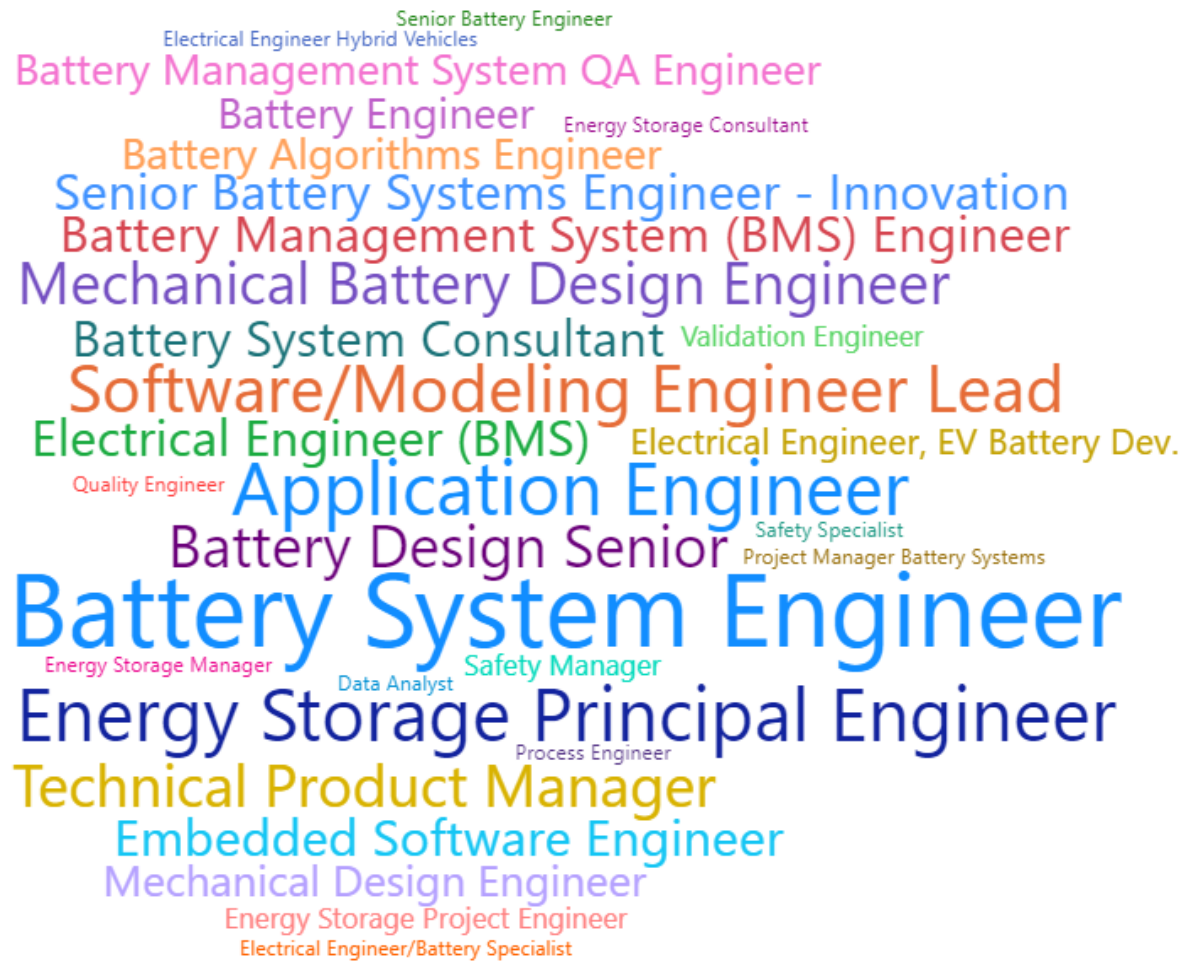 Senior Battery Engineer
Electrical Engineer Hybrid Vehicles
Battery Management System QA Engineer
Battery Engineer
Energy Storage Consultant
Battery Algorithms Engineer
Senior Battery Systems Engineer - Innovation
Battery Management System (BMS) Engineer
Mechanical Battery Design Engineer
Battery System Consultant
Validation Engineer
Software/Modeling Engineer Lead
Electrical Engineer (BMS)
Electrical Engineer, EV Battery Dev.
Quality Engineer
Application Engineer
Safety Specialist
Battery Design Senior
Project Manager Battery Systems
Battery System Engineer
Energy Storage Manager
Safety Manager
Data Analyst
Energy Storage Principal Engineer
Process Engineer
Technical Product Manager
Embedded Software Engineer
Mechanical Design Engineer
Energy Storage Project Engineer
Electrical Engineer/Battery Specialist